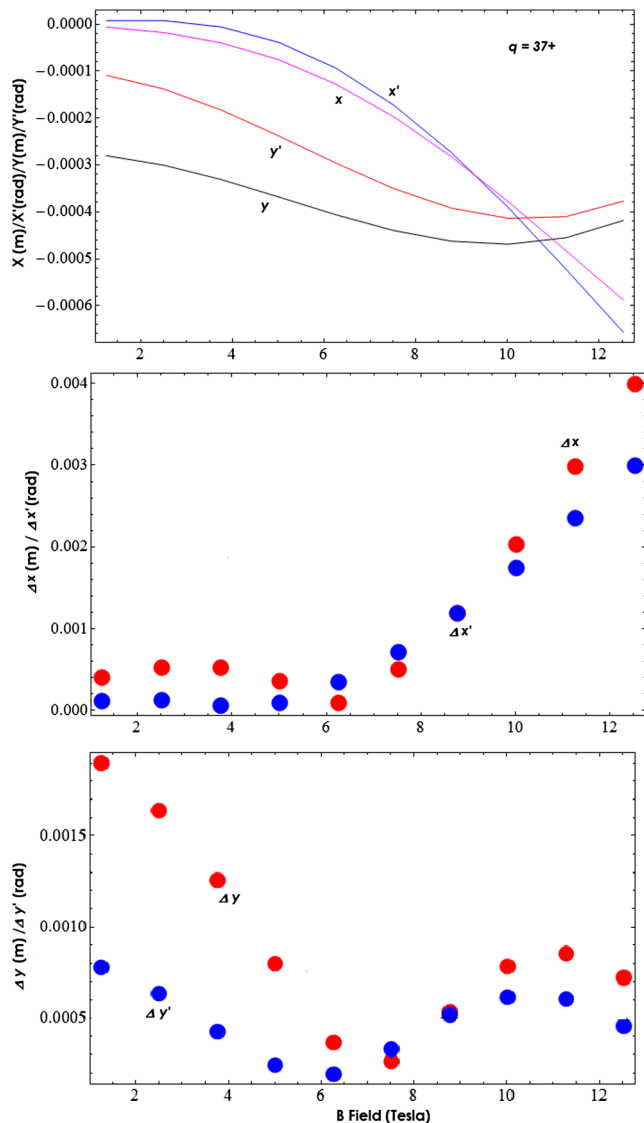 0.0000
−0.0001
−0.0002
−0.0003
−0.0004
−0.0005
−0.0006
X (m)/X'(rad)/Y(m)/Y'(rad)
q = 37+
x'
x
y'
y
2 4 6 8 10 12
0.004
0.003
0.002
0.001
0.000
Δx (m) / Δx' (rad)
Δx
Δx'
2 4 6 8 10 12
0.0015
0.0010
0.0005
Δy (m) /Δy' (rad)
Δy
Δy'
2 4 6 8 10 12
B Field (Tesla)